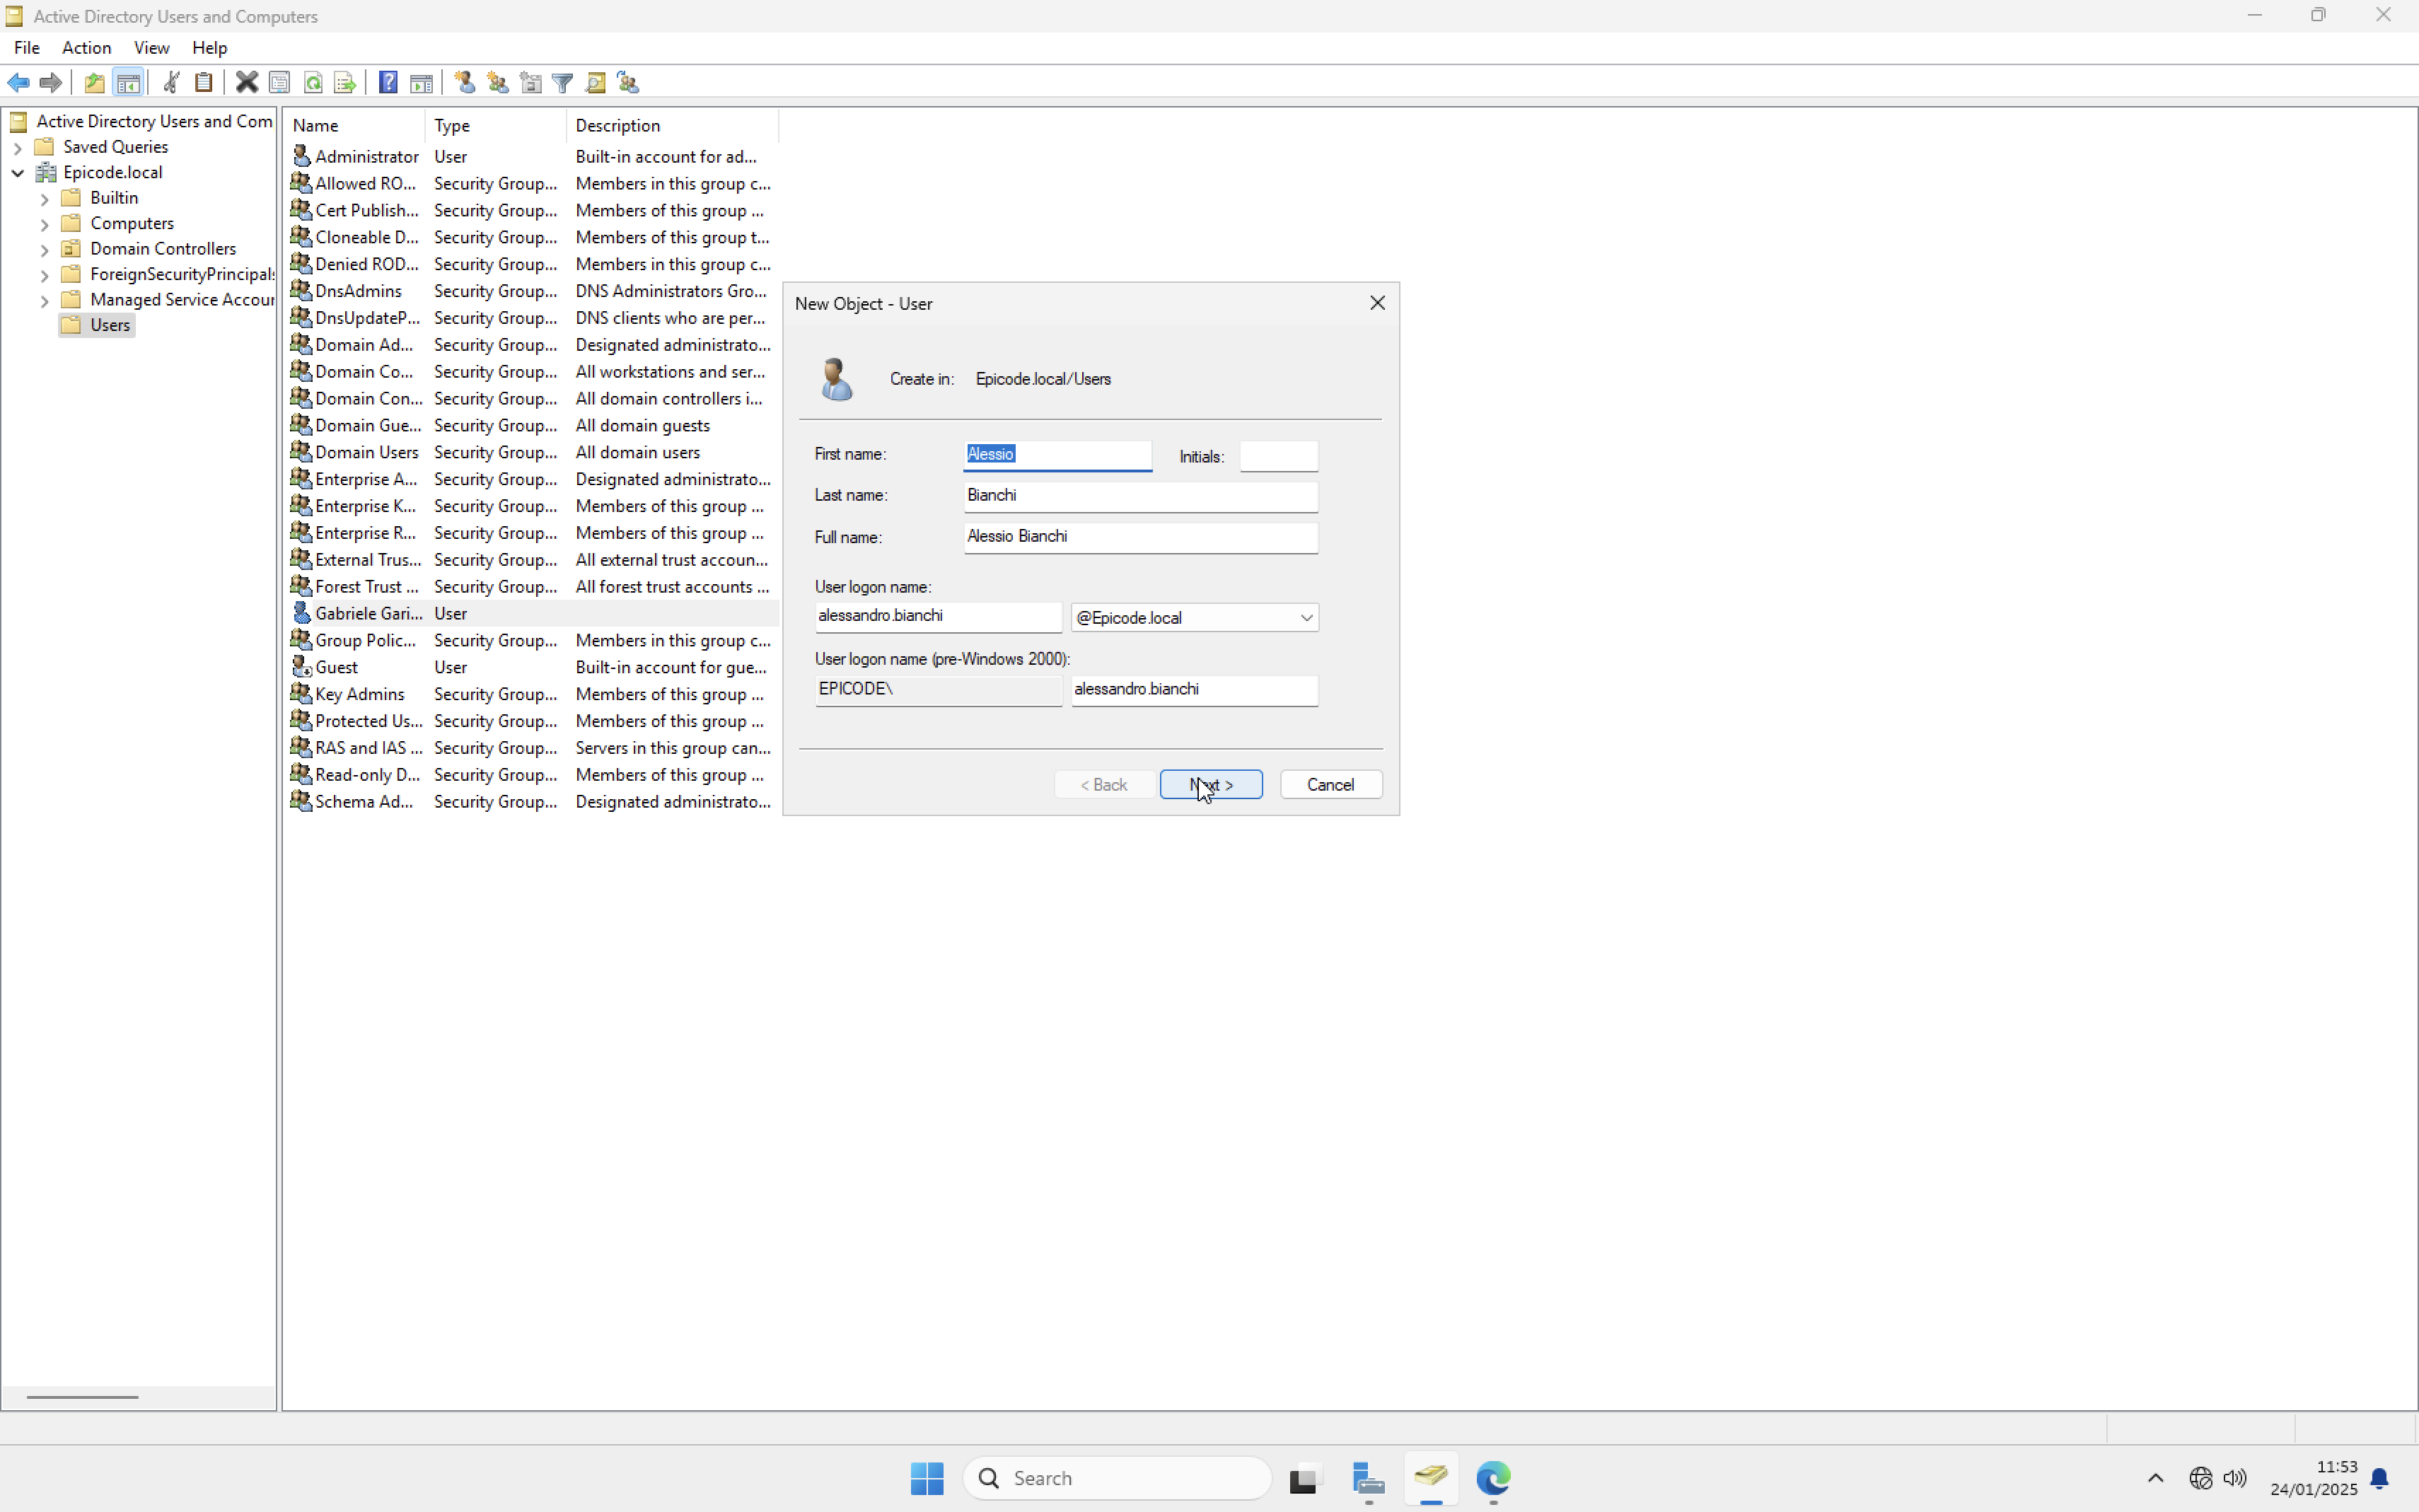 Active Directory Users and Computers
File Action View Help
Active Directory Users and Com
Saved Queries
Epicode.local
Builtin
Computers
Domain Controllers
ForeignSecurityPrincipals
Managed Service Accour
Users
Name Type Description
Administrator User Built-in account for ad...
Allowed RO... Security Group... Members in this group c...
Cert Publish... Security Group... Members of this group ...
Cloneable D... Security Group... Members of this group t...
Denied ROD... Security Group... Members in this group c...
DnsAdmins Security Group... DNS Administrators Gro...
DnsUpdateP... Security Group... DNS clients who are per...
Domain Ad... Security Group... Designated administrato...
Domain Co... Security Group... All workstations and ser...
Domain Con... Security Group... All domain controllers i...
Domain Gue... Security Group... All domain guests
Domain Users Security Group... All domain users
Enterprise A... Security Group... Designated administrato...
Enterprise K... Security Group... Members of this group ...
Enterprise R... Security Group... Members of this group ...
External Trus... Security Group... All external trust accoun...
Forest Trust ... Security Group... All forest trust accounts ...
Gabriele Gari... User
Group Polic... Security Group... Members in this group c...
Guest User Built-in account for gue...
Key Admins Security Group... Members of this group ...
Protected Us... Security Group... Members of this group ...
RAS and IAS ... Security Group... Servers in this group can...
Read-only D... Security Group... Members of this group ...
Schema Ad... Security Group... Designated administrato...
New Object - User
Create in: Epicode.local/Users
First name: Alessio Initials:
Last name: Bianchi
Full name: Alessio Bianchi
User logon name:
alessandro.bianchi @Epicode.local
User logon name (pre-Windows 2000):
EPICODE\ alessandro.bianchi
< Back Next > Cancel
Search
11:53
24/01/2025